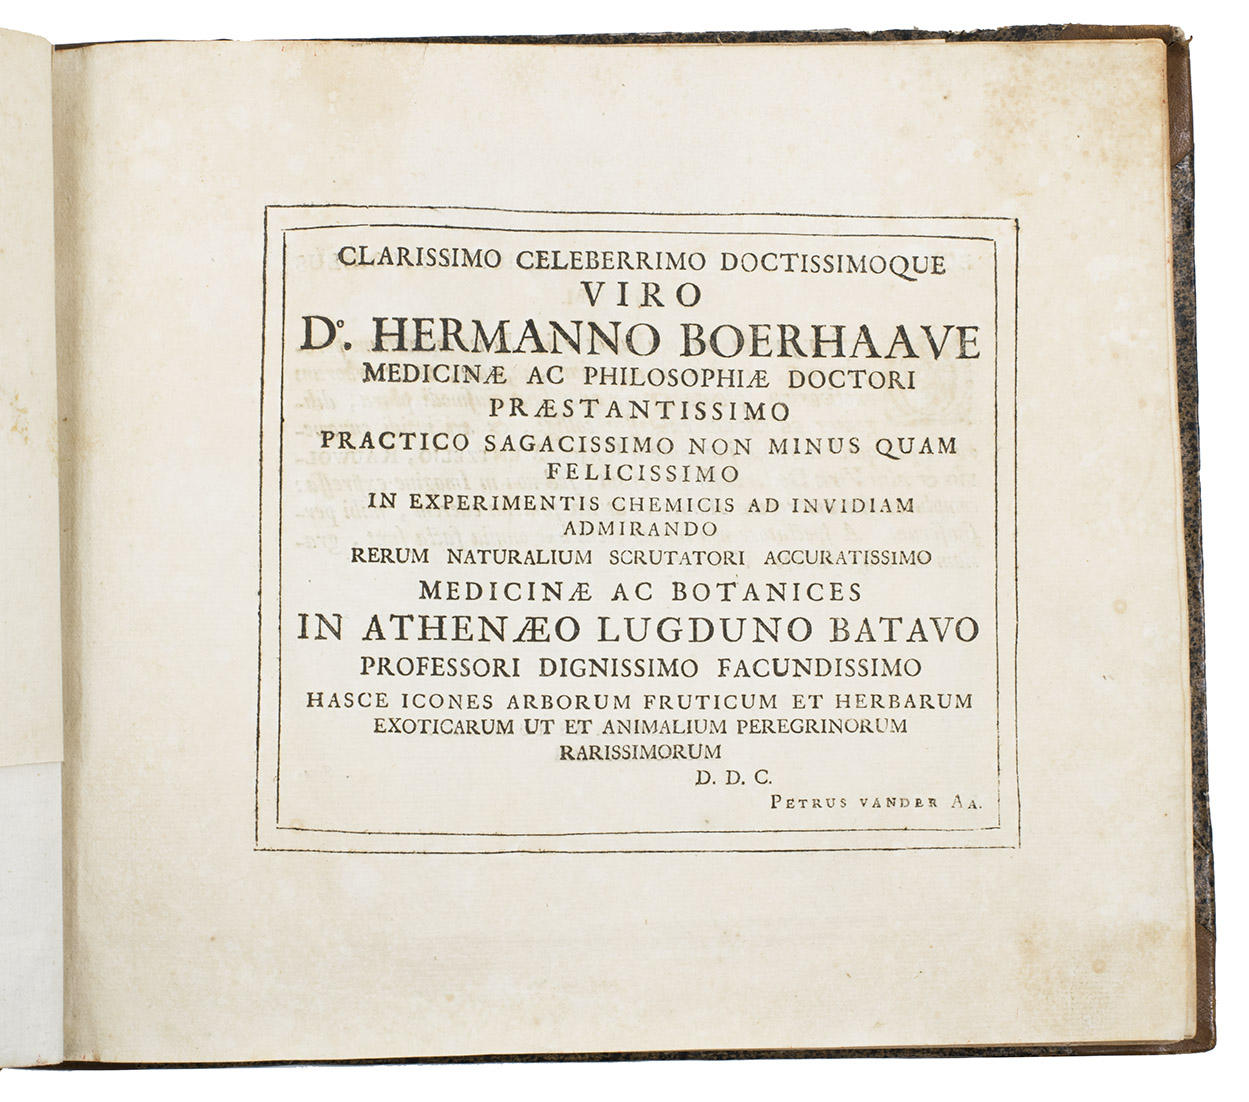 CLARISSIMO CELEBERRIMO DOCTISSIMOQUE
VIRO
Dº. HERMANNO BOERHAAVE
MEDICINÆ AC PHILOSOPHIÆ DOCTORI
PRÆSTANTISSIMO
PRACTICO SAGACISSIMO NON MINUS QUAM
FELICISSIMO
IN EXPERIMENTIS CHEMICIS AD INVIDIAM
ADMIRANDO
RERUM NATURALIUM SCRUTATORI ACCURATISSIMO
MEDICINÆ AC BOTANICES
IN ATHENÆO LUGDUNO BATAVO
PROFESSORI DIGNISSIMO FACUNDISSIMO
HASCE ICONES ARBORUM FRUTICUM ET HERBARUM
EXOTICARUM UT ET ANIMALIUM PEREGRINORUM
RARISSIMORUM
D. D. C.
PETRUS VANDER AA.